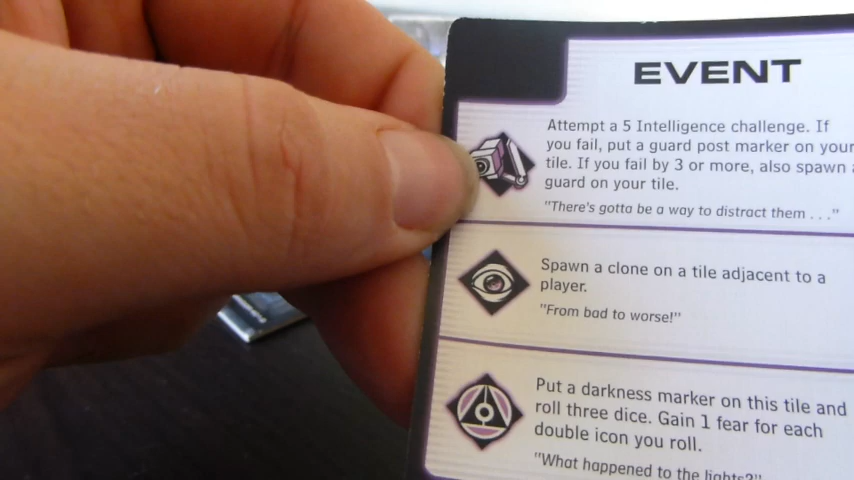 EVENT
Attempt a 5 Intelligence challenge. If
you fail, put a guard post marker on your
tile. If you fail by 3 or more, also spawn a
guard on your tile.
"There's gotta be a way to distract them . . ."
Spawn a clone on a tile adjacent to a
player.
"From bad to worse!"
Put a darkness marker on this tile and
roll three dice. Gain 1 fear for each
double icon you roll.
"What happened to the lights?"